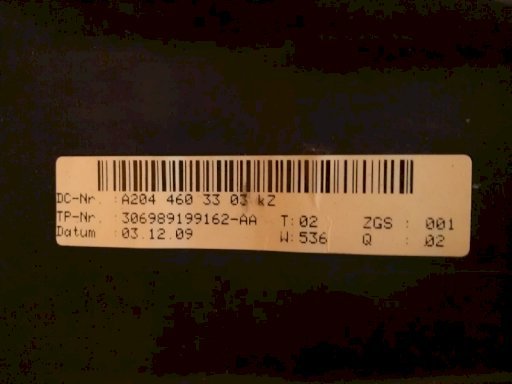 DC-Nr. : A204 460 33 03 kZ
TP-Nr. : 306989199162-AA T: 02 ZGS : 001
Datum : 03.12.09 W: 536 Q : 02